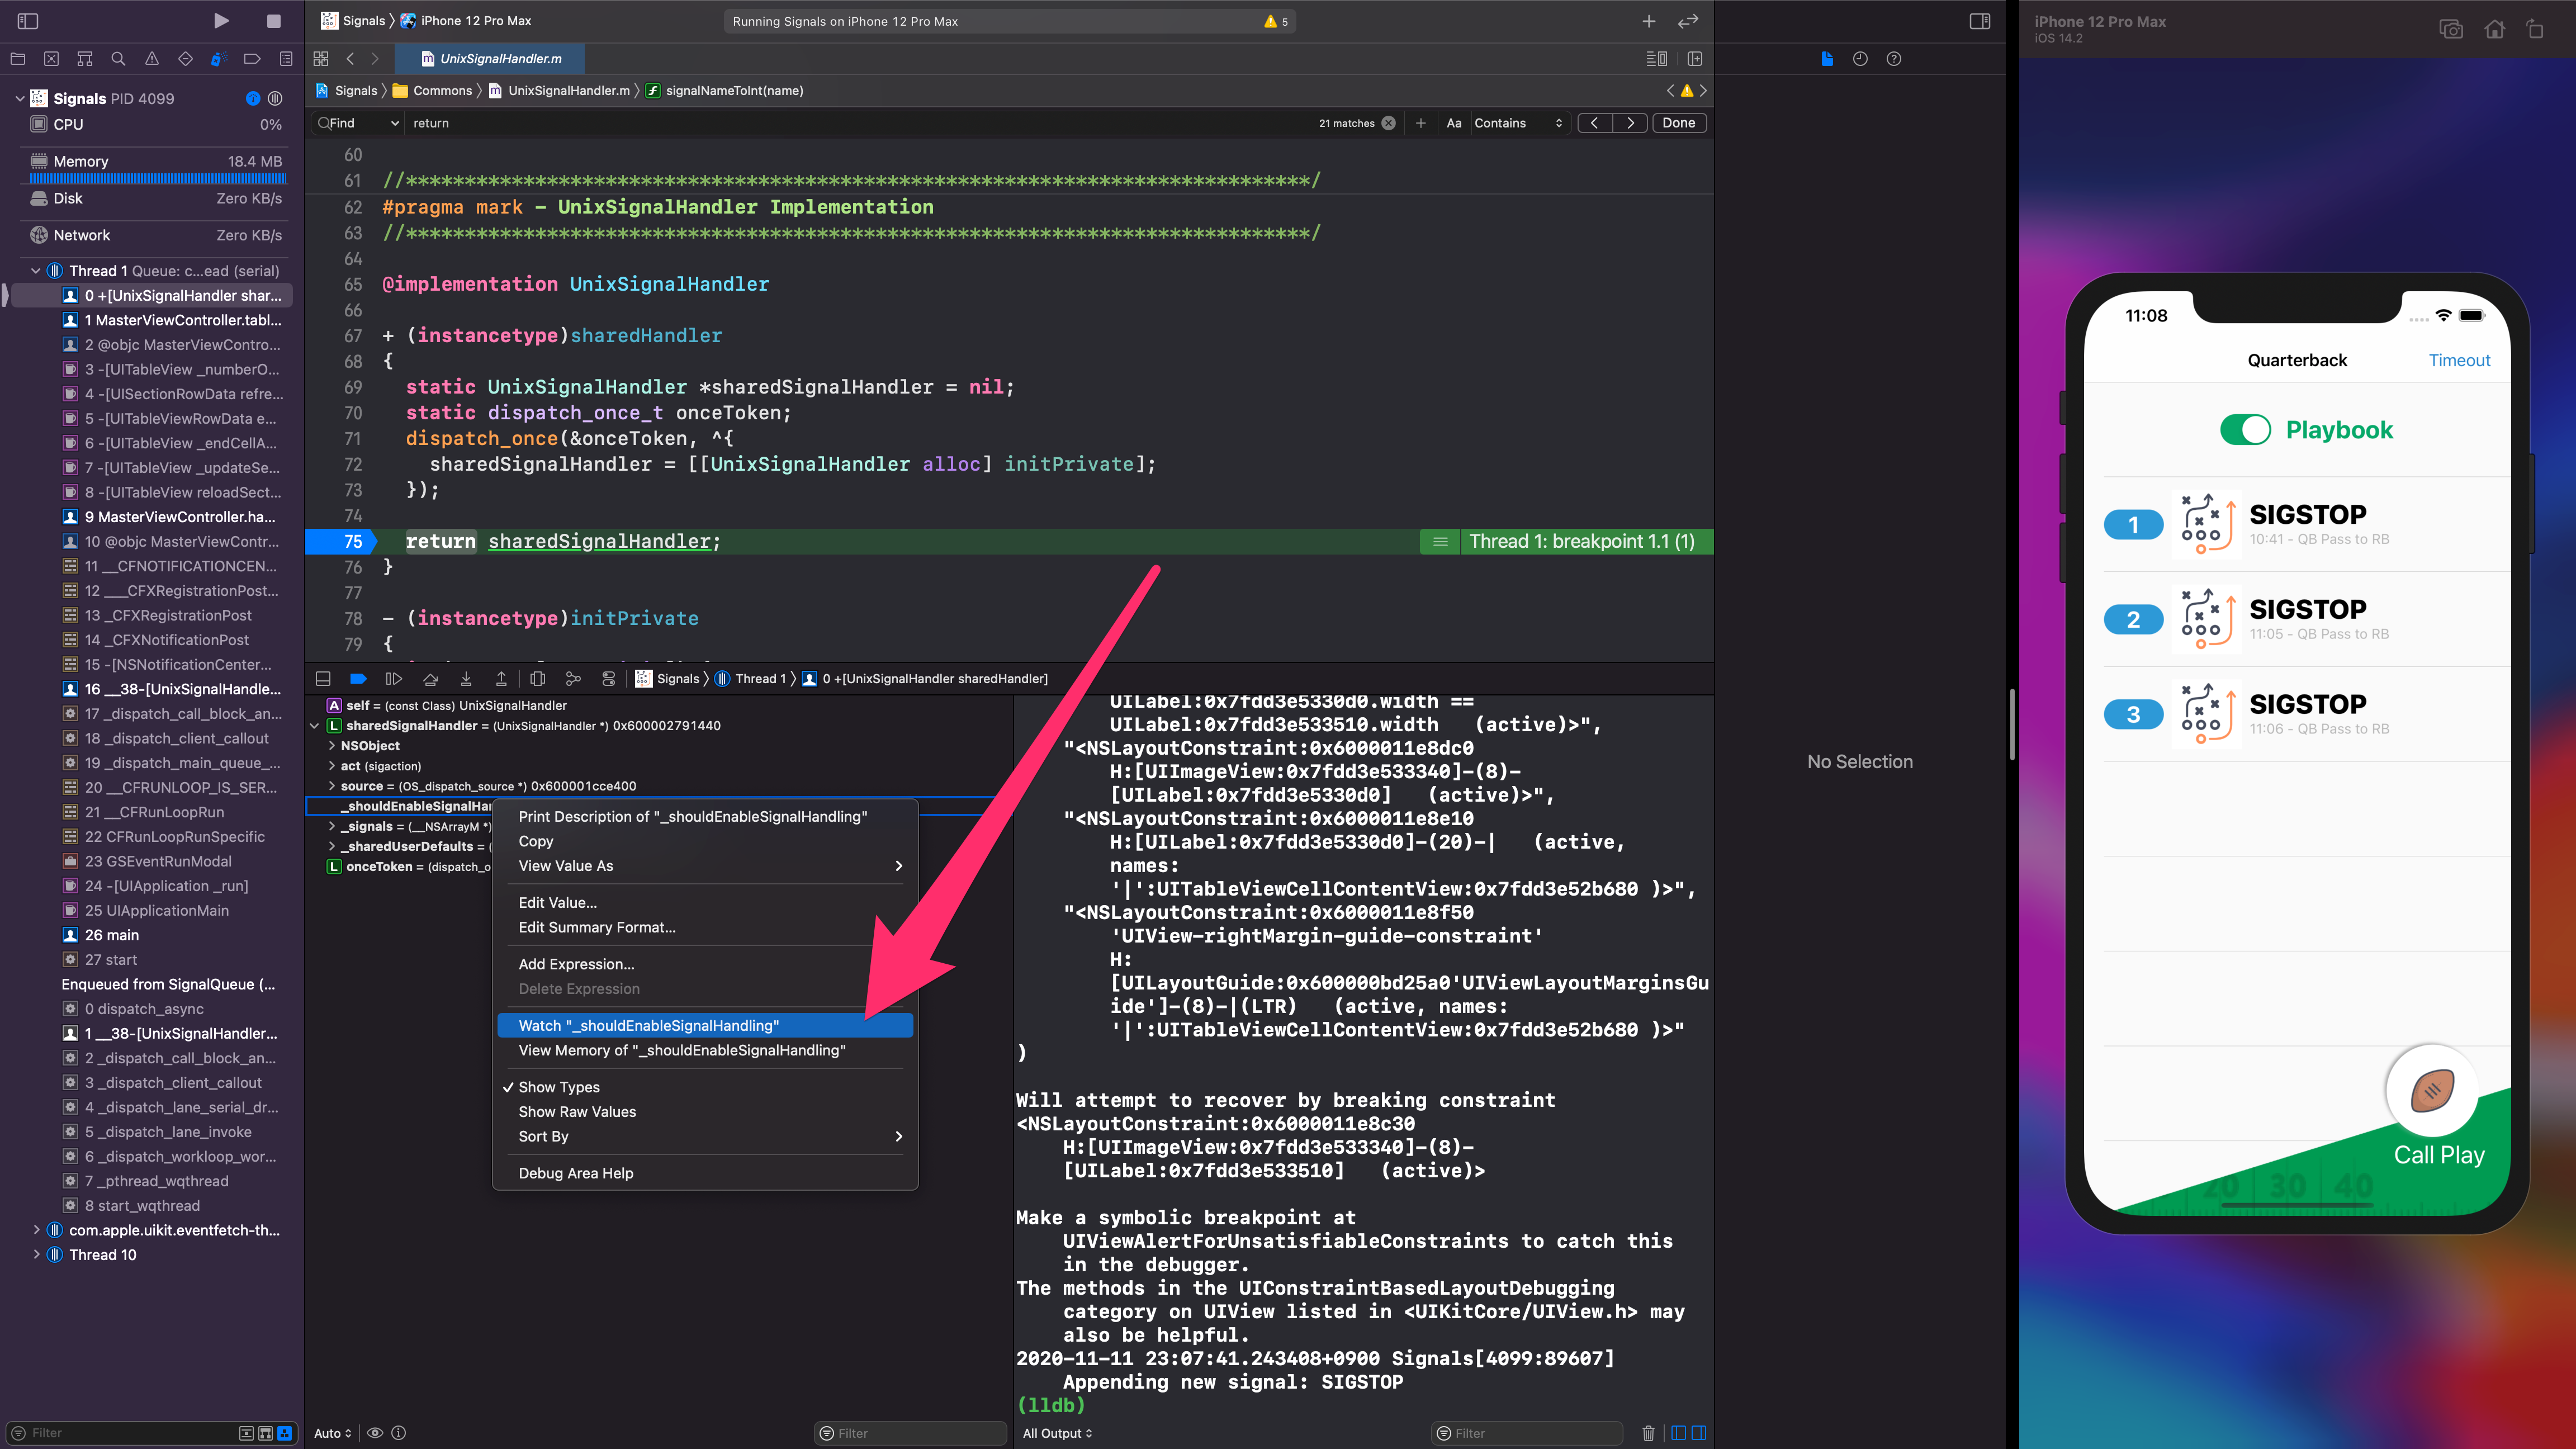 Signals
iPhone 12 Pro Max
Running Signals on iPhone 12 Pro Max
5
iPhone 12 Pro Max
iOS 14.2
UnixSignalHandler.m
Signals
Commons
UnixSignalHandler.m
signalNameToInt(name)
Find
return
21 matches
Aa
Contains
Done
Signals PID 4099
CPU 0%
Memory 18.4 MB
Disk Zero KB/s
Network Zero KB/s
Thread 1 Queue: c...ead (serial)
0 +[UnixSignalHandler shar...
1 MasterViewController.tabl...
2 @objc MasterViewContro...
3 -[UITableView _numberO...
4 -[UISectionRowData refre...
5 -[UITableViewRowData e...
6 -[UITableView _endCellA...
7 -[UITableView _updateSe...
8 -[UITableView reloadSect...
9 MasterViewController.ha...
10 @objc MasterViewContr...
11 __CFNOTIFICATIONCEN...
12 ___CFXRegistrationPost...
13 _CFXRegistrationPost
14 _CFXNotificationPost
15 -[NSNotificationCenter...
16 __38-[UnixSignalHandle...
17 _dispatch_call_block_an...
18 _dispatch_client_callout
19 _dispatch_main_queue_...
20 __CFRUNLOOP_IS_SER...
21 __CFRunLoopRun
22 CFRunLoopRunSpecific
23 GSEventRunModal
24 -[UIApplication _run]
25 UIApplicationMain
26 main
27 start
Enqueued from SignalQueue (...
0 dispatch_async
1 __38-[UnixSignalHandler...
2 _dispatch_call_block_an...
3 _dispatch_client_callout
4 _dispatch_lane_serial_dr...
5 _dispatch_lane_invoke
6 _dispatch_workloop_wor...
7 _pthread_wqthread
8 start_wqthread
com.apple.uikit.eventfetch-th...
Thread 10
Filter
60
61 //*****************************************************************************/
62 #pragma mark - UnixSignalHandler Implementation
63 //*****************************************************************************/
64
65 @implementation UnixSignalHandler
66
67 + (instancetype)sharedHandler
68 {
69 static UnixSignalHandler *sharedSignalHandler = nil;
70 static dispatch_once_t onceToken;
71 dispatch_once(&onceToken, ^{
72 sharedSignalHandler = [[UnixSignalHandler alloc] initPrivate];
73 });
74
75 return sharedSignalHandler;
Thread 1: breakpoint 1.1 (1)
76 }
77
78 - (instancetype)initPrivate
79 {
Signals
Thread 1
0 +[UnixSignalHandler sharedHandler]
A self = (const Class) UnixSignalHandler
L sharedSignalHandler = (UnixSignalHandler *) 0x600002791440
NSObject
act (sigaction)
source = (OS_dispatch_source *) 0x600001cce400
_shouldEnableSignalHan
_signals = (__NSArrayM *)
_sharedUserDefaults = (
L onceToken = (dispatch_o
Print Description of "_shouldEnableSignalHandling"
Copy
View Value As
Edit Value...
Edit Summary Format...
Add Expression...
Delete Expression
Watch "_shouldEnableSignalHandling"
View Memory of "_shouldEnableSignalHandling"
Show Types
Show Raw Values
Sort By
Debug Area Help
Auto
Filter
UILabel:0x7fdd3e5330d0.width ==
UILabel:0x7fdd3e533510.width (active)>",
"<NSLayoutConstraint:0x6000011e8dc0
H:[UIImageView:0x7fdd3e533340]-(8)-
[UILabel:0x7fdd3e5330d0] (active)>",
"<NSLayoutConstraint:0x6000011e8e10
H:[UILabel:0x7fdd3e5330d0]-(20)-| (active,
names:
'|':UITableViewCellContentView:0x7fdd3e52b680 )>",
"<NSLayoutConstraint:0x6000011e8f50
'UIView-rightMargin-guide-constraint'
H:
[UILayoutGuide:0x600000bd25a0'UIViewLayoutMarginsGu
ide']-(8)-|(LTR) (active, names:
'|':UITableViewCellContentView:0x7fdd3e52b680 )>"
)
Will attempt to recover by breaking constraint
<NSLayoutConstraint:0x6000011e8c30
H:[UIImageView:0x7fdd3e533340]-(8)-
[UILabel:0x7fdd3e533510] (active)>
Make a symbolic breakpoint at
UIViewAlertForUnsatisfiableConstraints to catch this
in the debugger.
The methods in the UIConstraintBasedLayoutDebugging
category on UIView listed in <UIKitCore/UIView.h> may
also be helpful.
2020-11-11 23:07:41.243408+0900 Signals[4099:89607]
Appending new signal: SIGSTOP
(lldb)
All Output
Filter
No Selection
11:08
Quarterback
Timeout
Playbook
1
SIGSTOP
10:41 - QB Pass to RB
2
SIGSTOP
11:05 - QB Pass to RB
3
SIGSTOP
11:06 - QB Pass to RB
Call Play
20 30 40